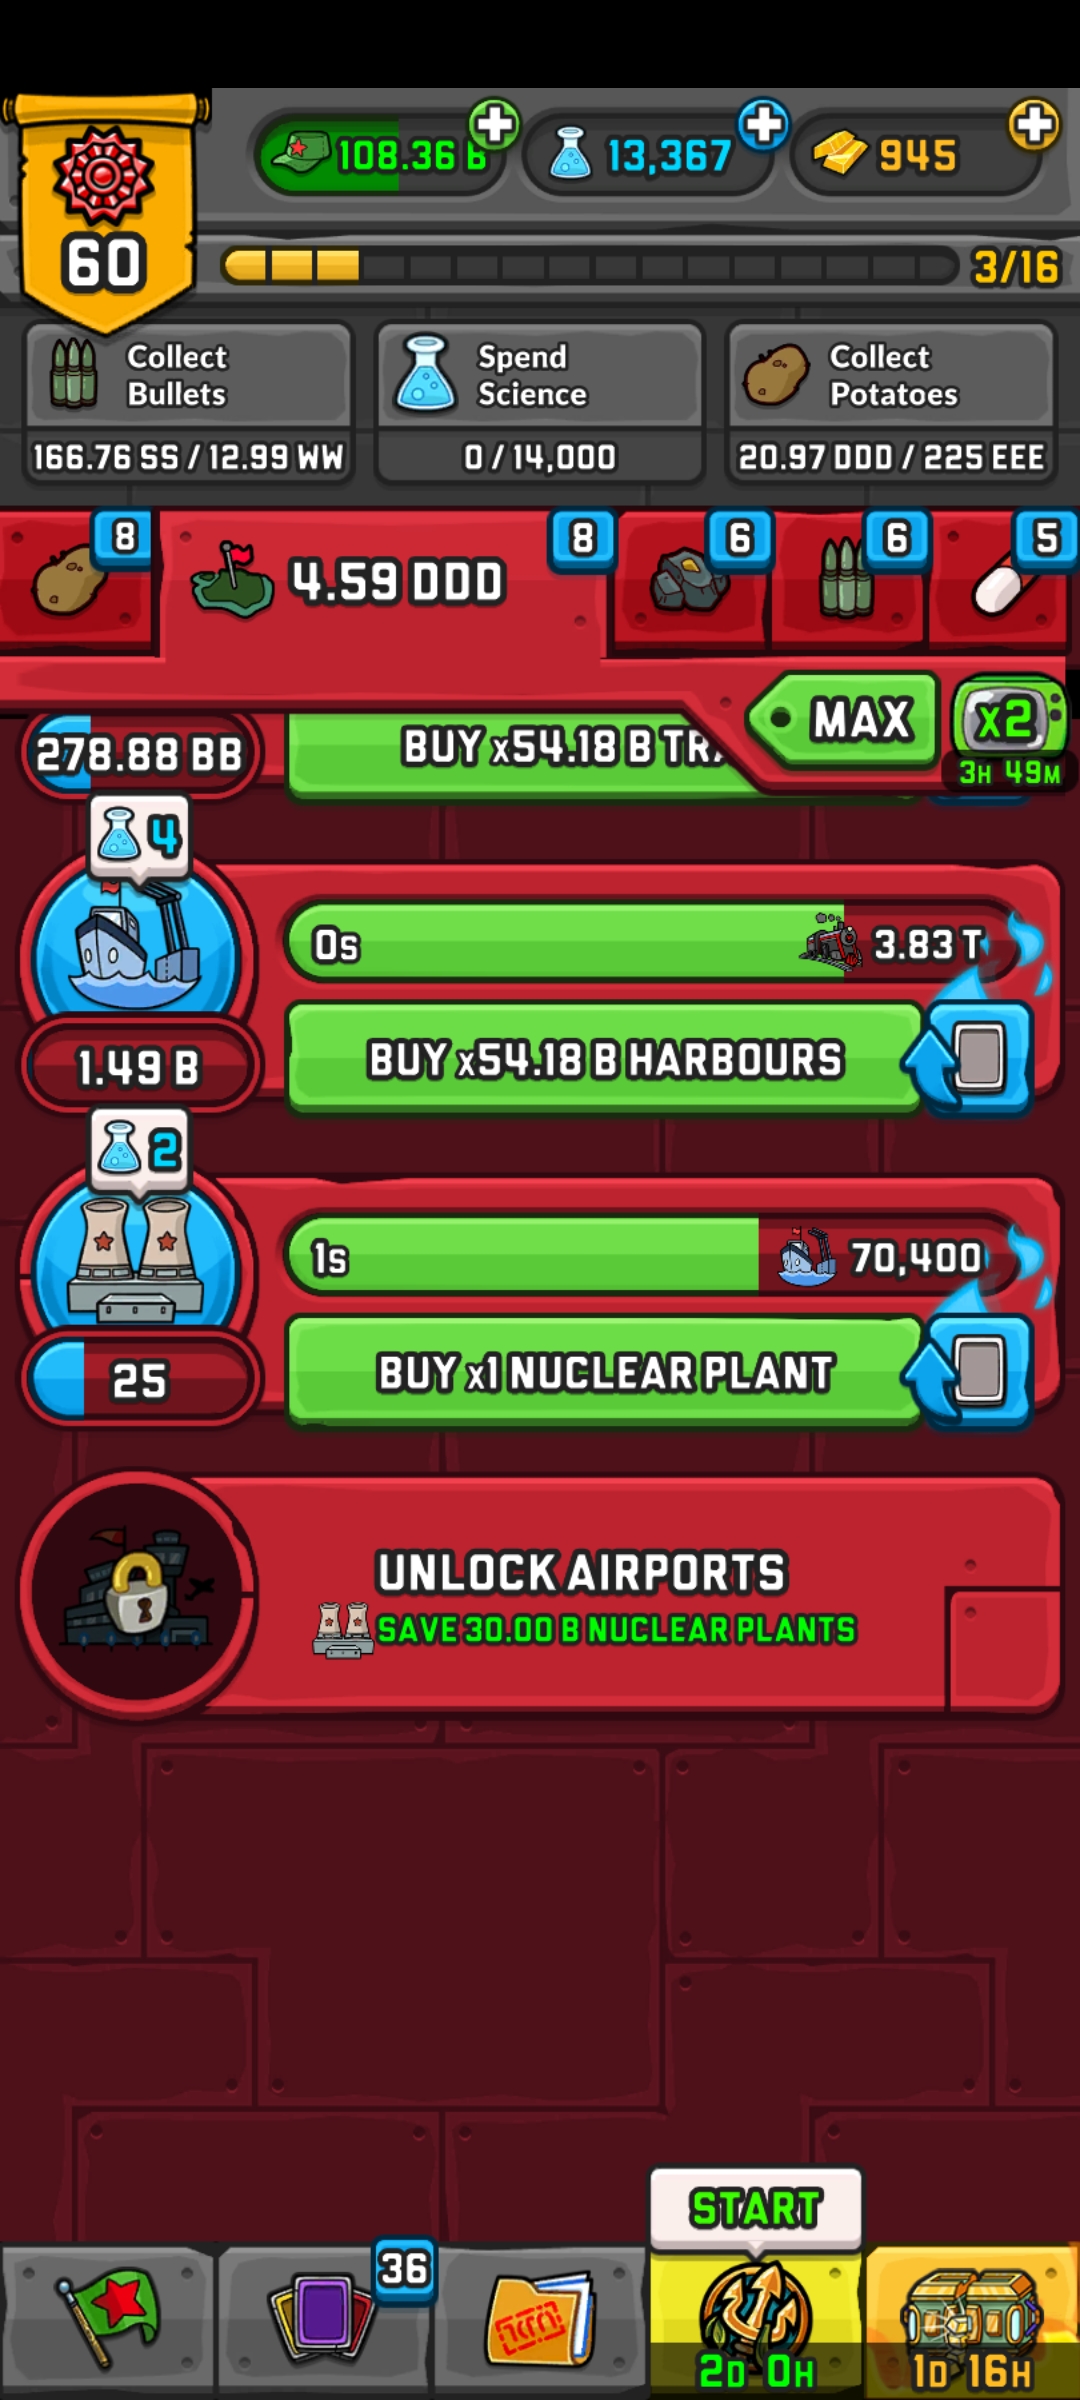 108.36 B
13,367
945
60
3/16
Collect
Bullets
166.76 SS / 12.99 WW
Spend
Science
0 / 14,000
Collect
Potatoes
20.97 DDD / 225 EEE
8
4.59 DDD
8
6
6
5
MAX
x2
3H 49M
278.88 BB
BUY x54.18 B TRA
4
0s
3.83 T
1.49 B
BUY x54.18 B HARBOURS
2
1s
70,400
25
BUY x1 NUCLEAR PLANT
UNLOCK AIRPORTS
SAVE 30.00 B NUCLEAR PLANTS
START
36
2D 0H
1D 16H